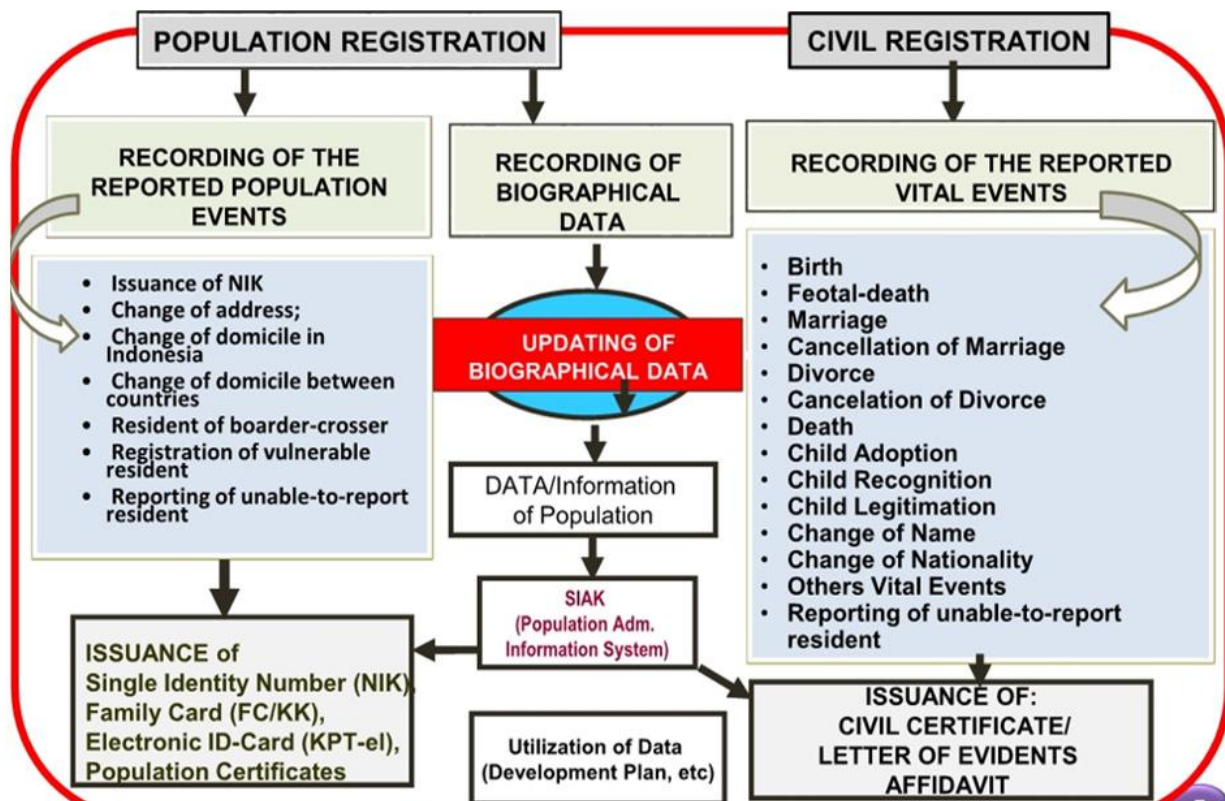 POPULATION REGISTRATION
CIVIL REGISTRATION
RECORDING OF THE
REPORTED POPULATION
EVENTS
RECORDING OF
BIOGRAPHICAL
DATA
RECORDING OF THE REPORTED
VITAL EVENTS
• Issuance of NIK
• Change of address;
• Change of domicile in
Indonesia
• Change of domicile between
countries
• Resident of boarder-crosser
• Registration of vulnerable
resident
• Reporting of unable-to-report
resident
UPDATING OF
BIOGRAPHICAL DATA
• Birth
• Feotal-death
• Marriage
• Cancellation of Marriage
• Divorce
• Cancelation of Divorce
• Death
• Child Adoption
• Child Recognition
• Child Legitimation
• Change of Name
• Change of Nationality
• Others Vital Events
• Reporting of unable-to-report
resident
DATA/Information
of Population
SIAK
(Population Adm.
Information System)
ISSUANCE of
Single Identity Number (NIK),
Family Card (FC/KK),
Electronic ID-Card (KPT-el),
Population Certificates
Utilization of Data
(Development Plan, etc)
ISSUANCE OF:
CIVIL CERTIFICATE/
LETTER OF EVIDENTS
AFFIDAVIT